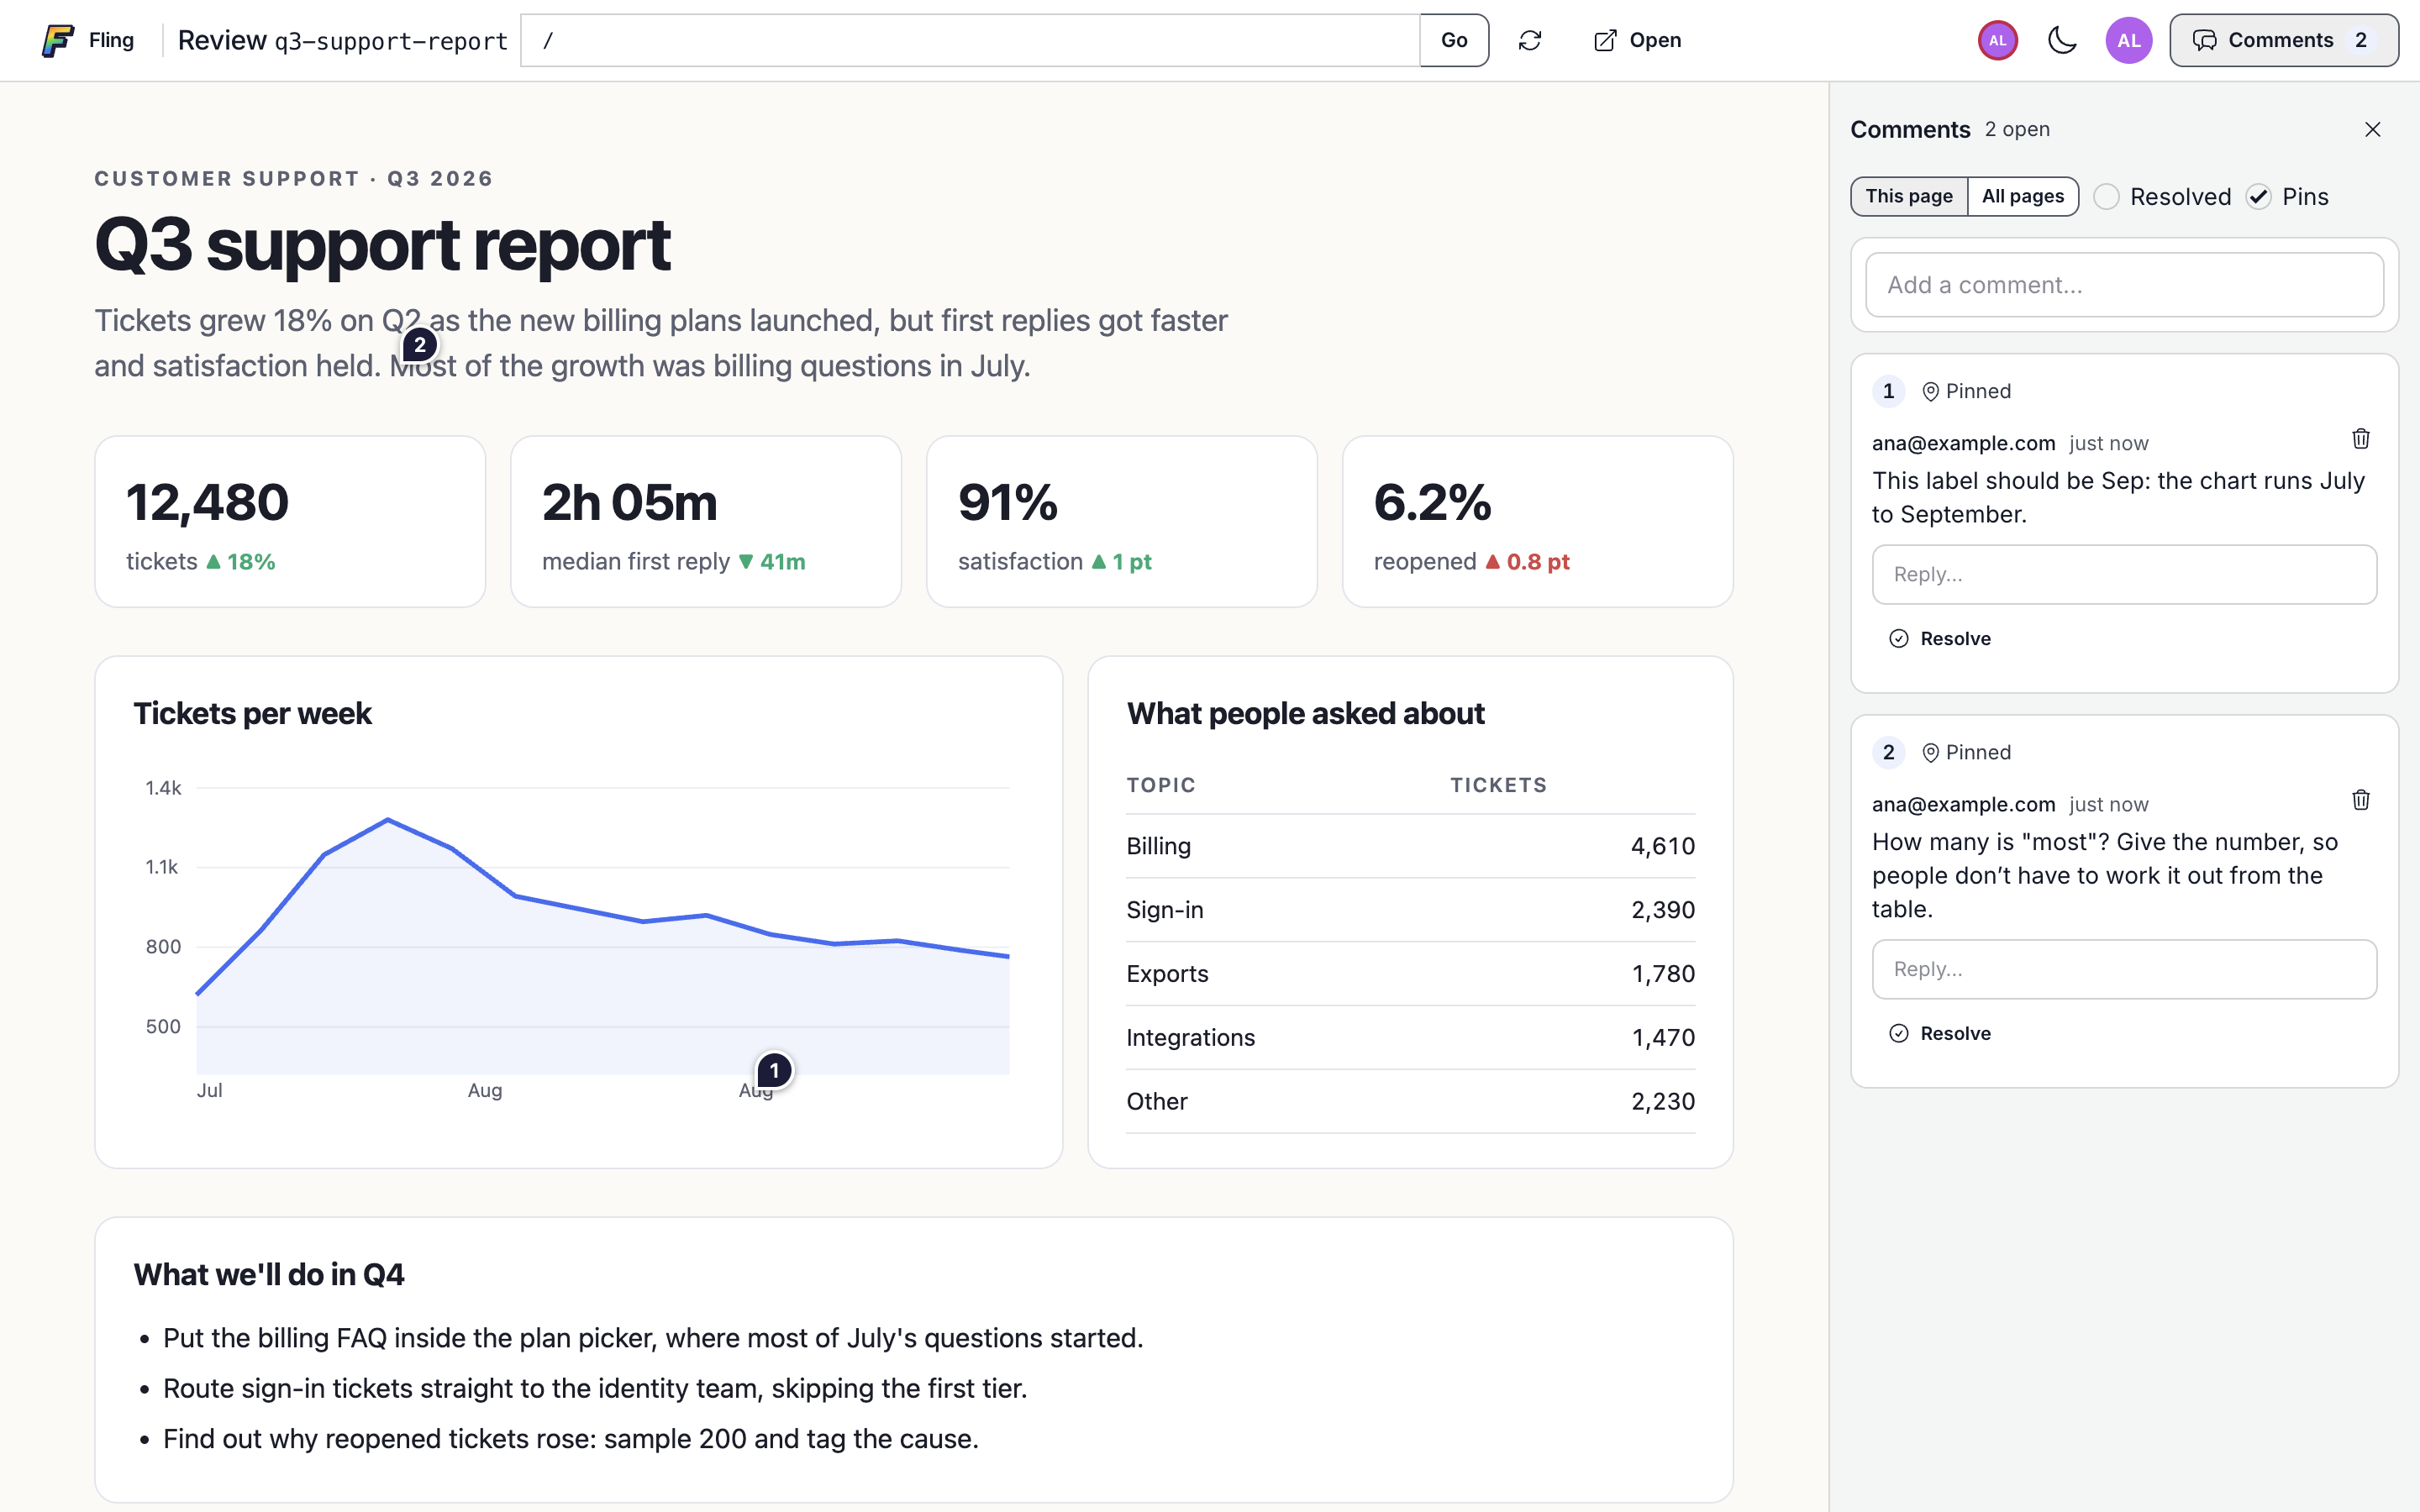 Fling
Review q3-support-report
/
Go
Open
AL
AL
Comments 2
CUSTOMER SUPPORT · Q3 2026
Q3 support report
Tickets grew 18% on Q2 as the new billing plans launched, but first replies got faster
and satisfaction held. Most of the growth was billing questions in July.
2
12,480
tickets ▲ 18%
2h 05m
median first reply ▼ 41m
91%
satisfaction ▲ 1 pt
6.2%
reopened ▲ 0.8 pt
Tickets per week
1.4k
1.1k
800
500
Jul
Aug
Aug
1
What people asked about
TOPIC TICKETS
Billing 4,610
Sign-in 2,390
Exports 1,780
Integrations 1,470
Other 2,230
What we'll do in Q4
• Put the billing FAQ inside the plan picker, where most of July's questions started.
• Route sign-in tickets straight to the identity team, skipping the first tier.
• Find out why reopened tickets rose: sample 200 and tag the cause.
Comments 2 open
This page All pages Resolved Pins
Add a comment...
1 Pinned
ana@example.com just now
This label should be Sep: the chart runs July
to September.
Reply...
Resolve
2 Pinned
ana@example.com just now
How many is "most"? Give the number, so
people don’t have to work it out from the
table.
Reply...
Resolve